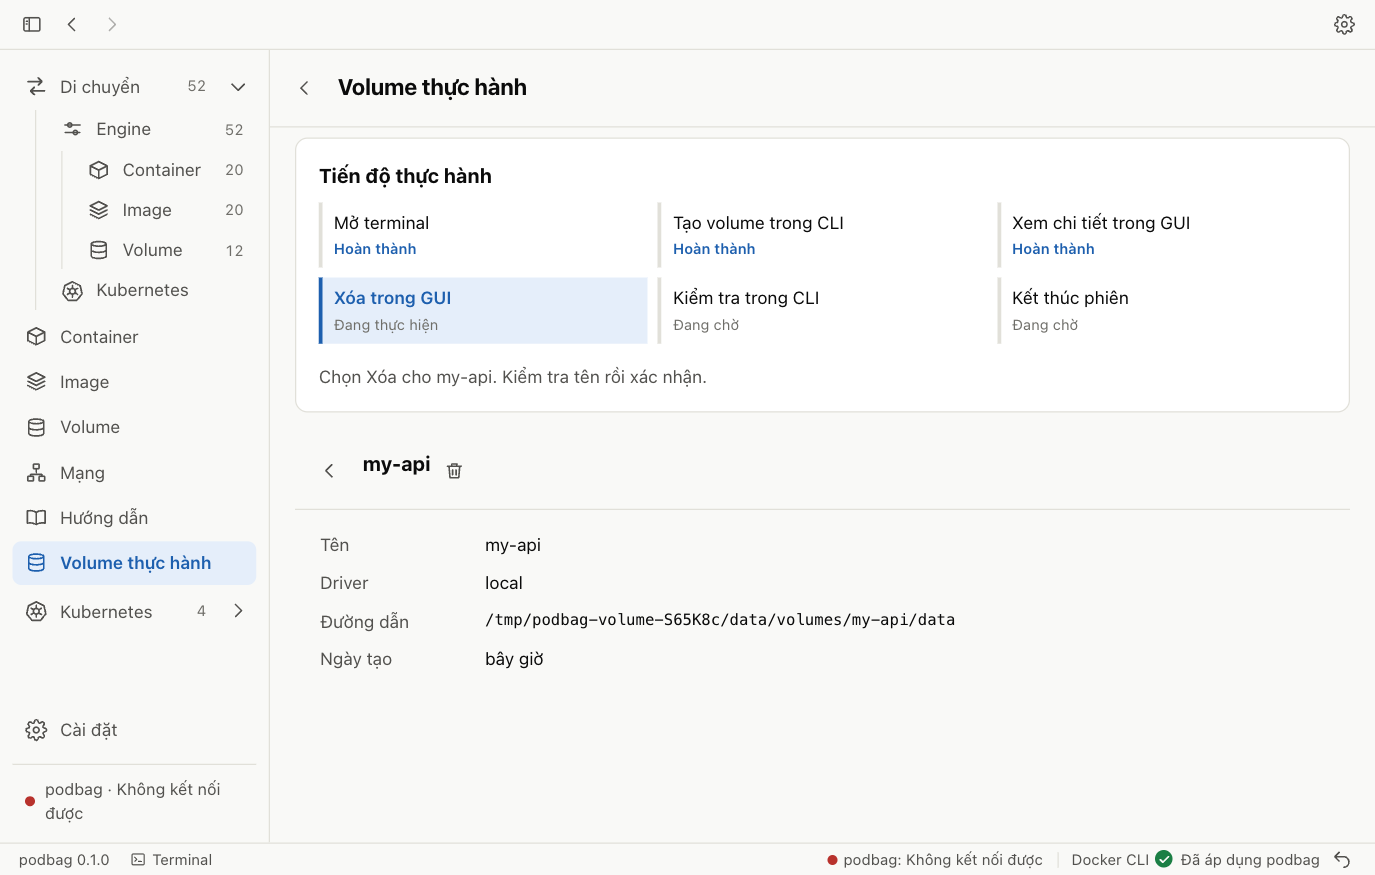 Di chuyển 52
Engine 52
Container 20
Image 20
Volume 12
Kubernetes
Container
Image
Volume
Mạng
Hướng dẫn
Volume thực hành
Kubernetes 4
Cài đặt
podbag · Không kết nối
được
Volume thực hành
Tiến độ thực hành
Mở terminal
Hoàn thành
Tạo volume trong CLI
Hoàn thành
Xem chi tiết trong GUI
Hoàn thành
Xóa trong GUI
Đang thực hiện
Kiểm tra trong CLI
Đang chờ
Kết thúc phiên
Đang chờ
Chọn Xóa cho my-api. Kiểm tra tên rồi xác nhận.
my-api
Tên my-api
Driver local
Đường dẫn /tmp/podbag-volume-S65K8c/data/volumes/my-api/data
Ngày tạo bây giờ
podbag 0.1.0 Terminal podbag: Không kết nối được Docker CLI Đã áp dụng podbag